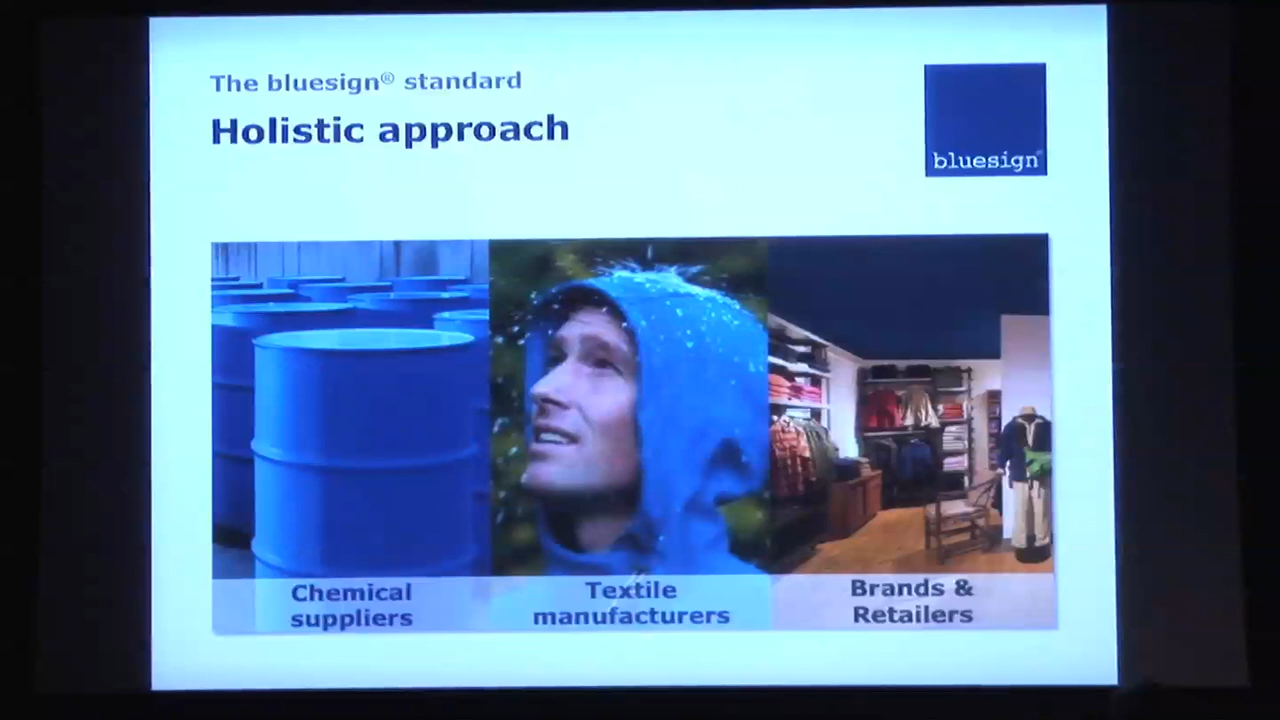 The bluesign® standard
Holistic approach
bluesign®
Chemical
suppliers
Textile
manufacturers
Brands &
Retailers